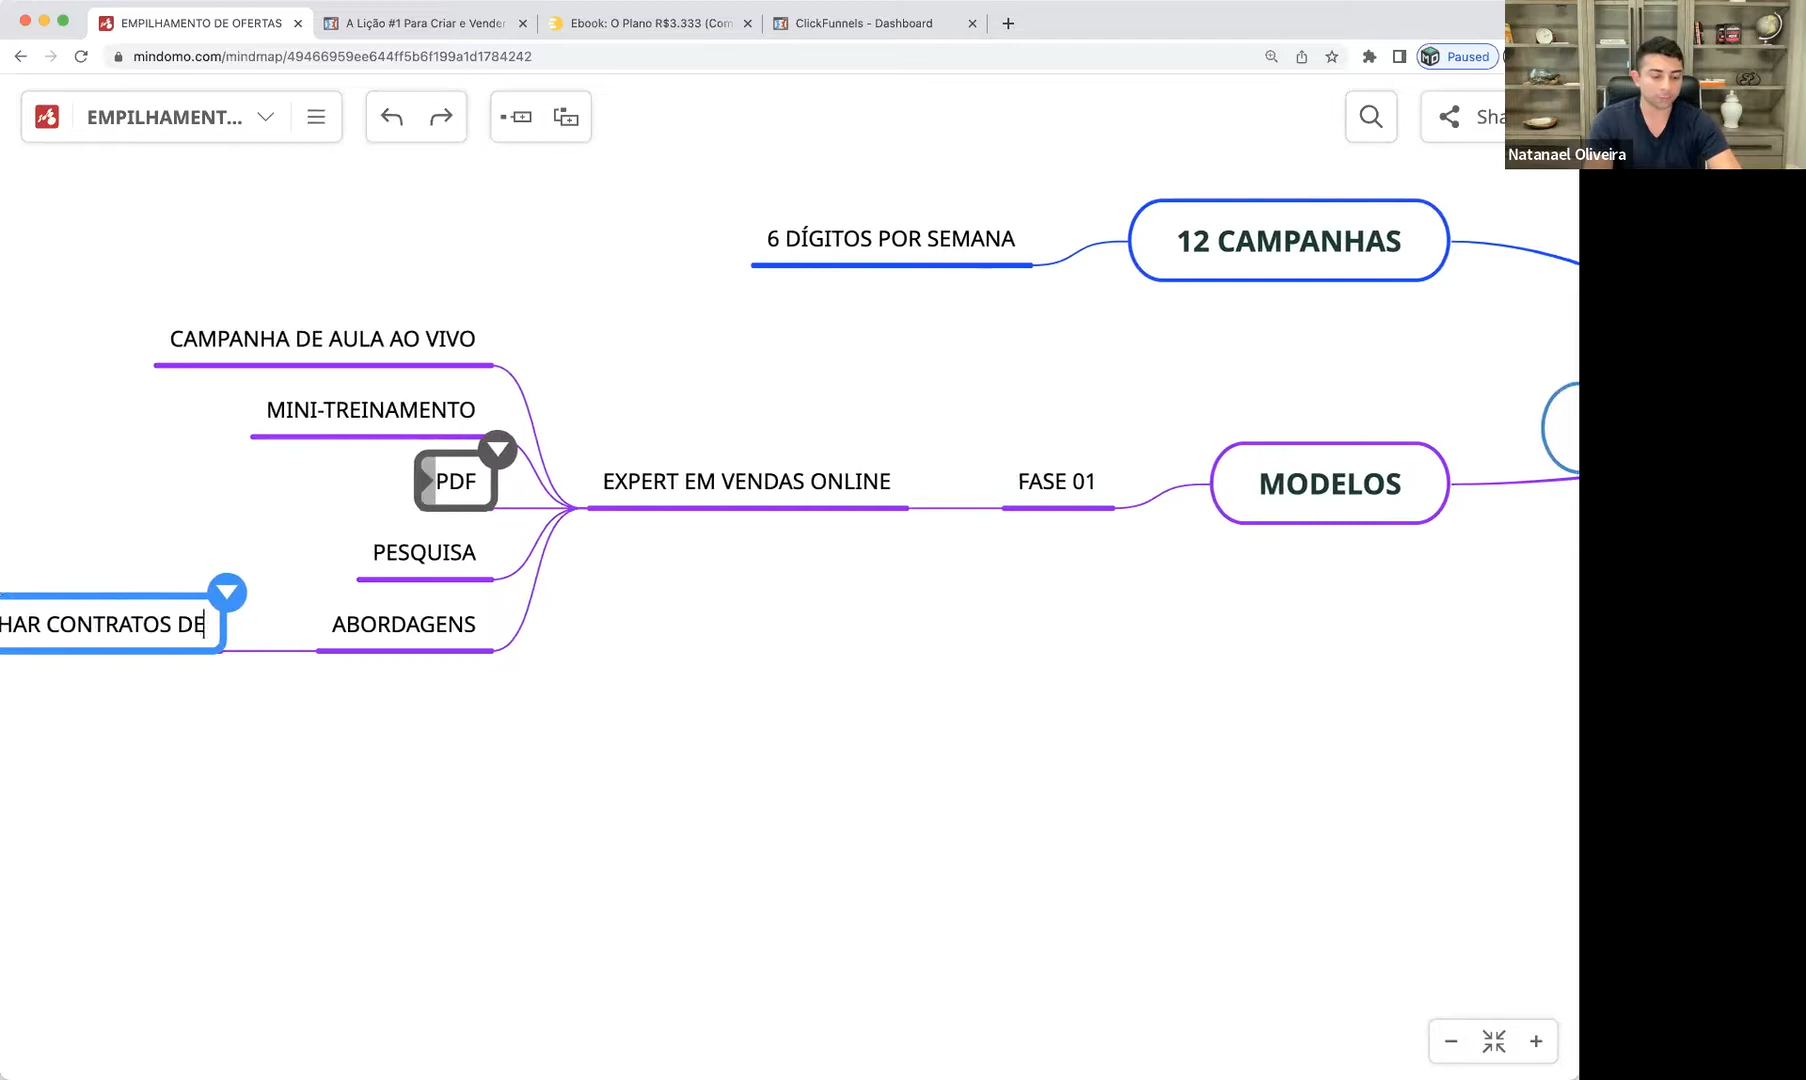 EMPILHAMENTO DE OFERTAS
A Lição #1 Para Criar e Vender
Ebook: O Plano R$3.333 (Com
ClickFunnels - Dashboard
mindomo.com/mindmap/49466959ee644ff5b6f199a1d1784242
Paused
EMPILHAMENT...
Sha
Natanael Oliveira
6 DÍGITOS POR SEMANA
12 CAMPANHAS
CAMPANHA DE AULA AO VIVO
MINI-TREINAMENTO
PDF
EXPERT EM VENDAS ONLINE
FASE 01
MODELOS
PESQUISA
HAR CONTRATOS DE
ABORDAGENS